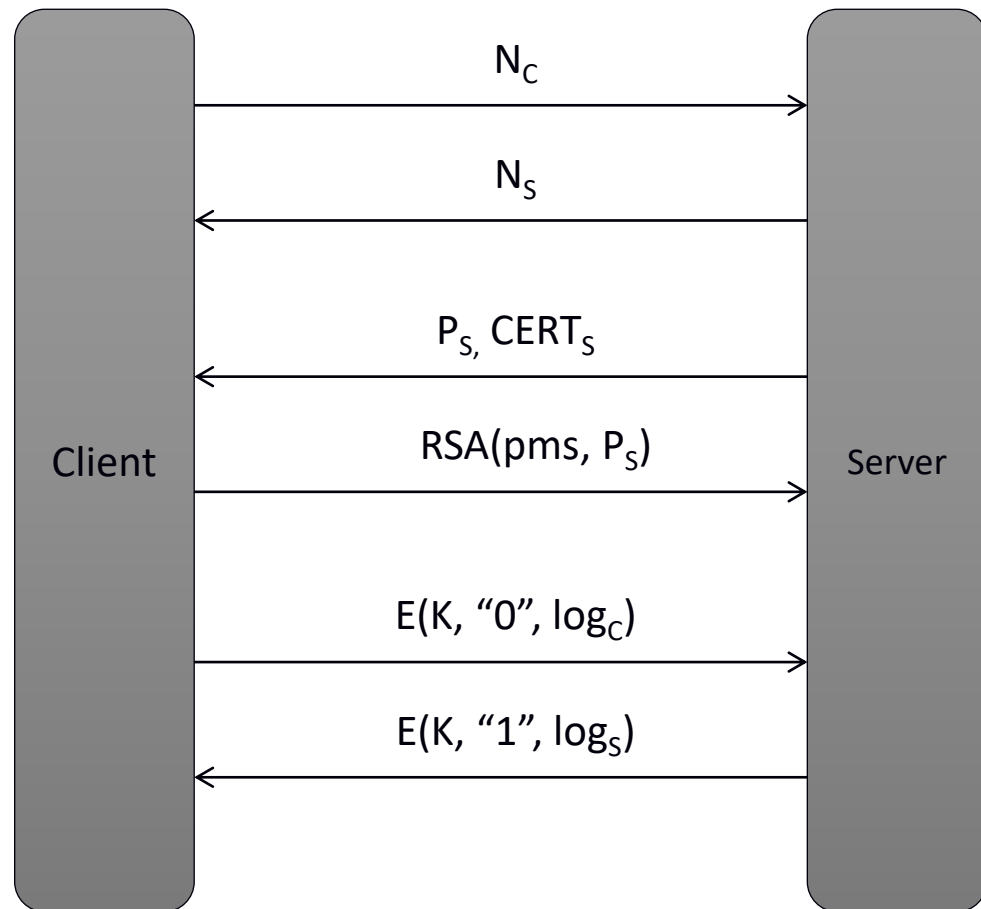 N_C
N_S
P_S, CERT_S
RSA(pms, P_S)
Client
Server
E(K, “0”, log_C)
E(K, “1”, log_S)